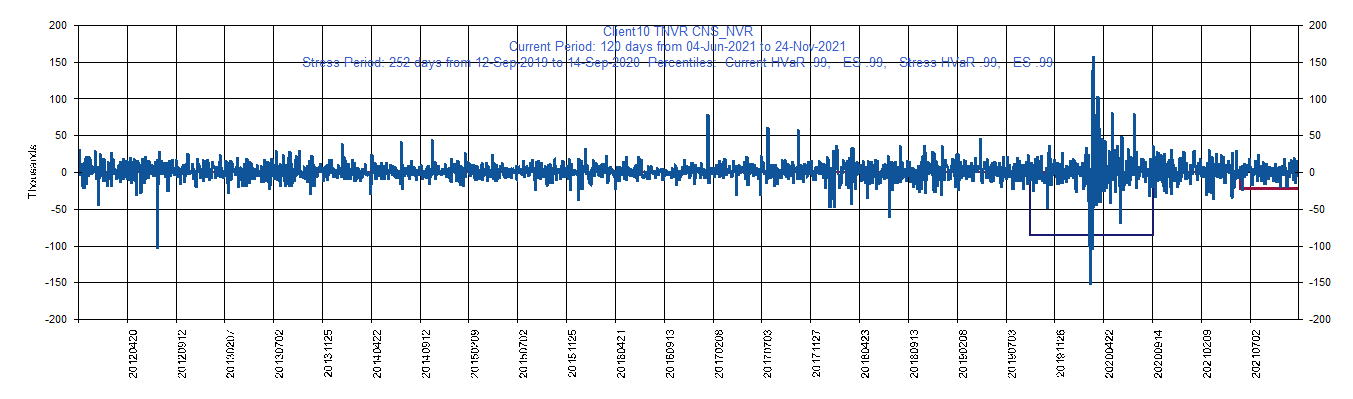 Client10 TNVR CNS_NVR
Current Period: 120 days from 04-Jun-2021 to 24-Nov-2021
Stress Period: 252 days from 12-Sep-2019 to 14-Sep-2020 Percentiles: Current HVaR .99, ES .99, Stress HVaR .99, ES .99
200 200
150 150
100 100
50 50
0 0
-50 -50
-100 -100
-150 -150
-200 -200
Thousands
20120420 20120912 20130207 20130702 20131125 20140422 20140912 20150209 20150702 20151125 20160421 20160913 20170208 20170703 20171127 20180423 20180913 20190208 20190703 20191126 20200422 20200914 20210209 20210702